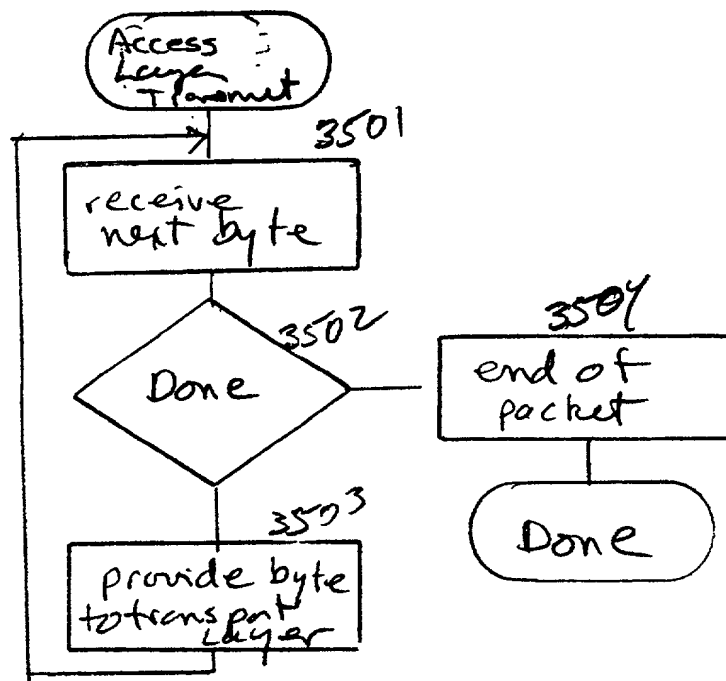 Access
Layer
Transmit
3501
receive
next byte
3502
Done
3504
end of
packet
Done
3503
provide byte
to transport
Layer